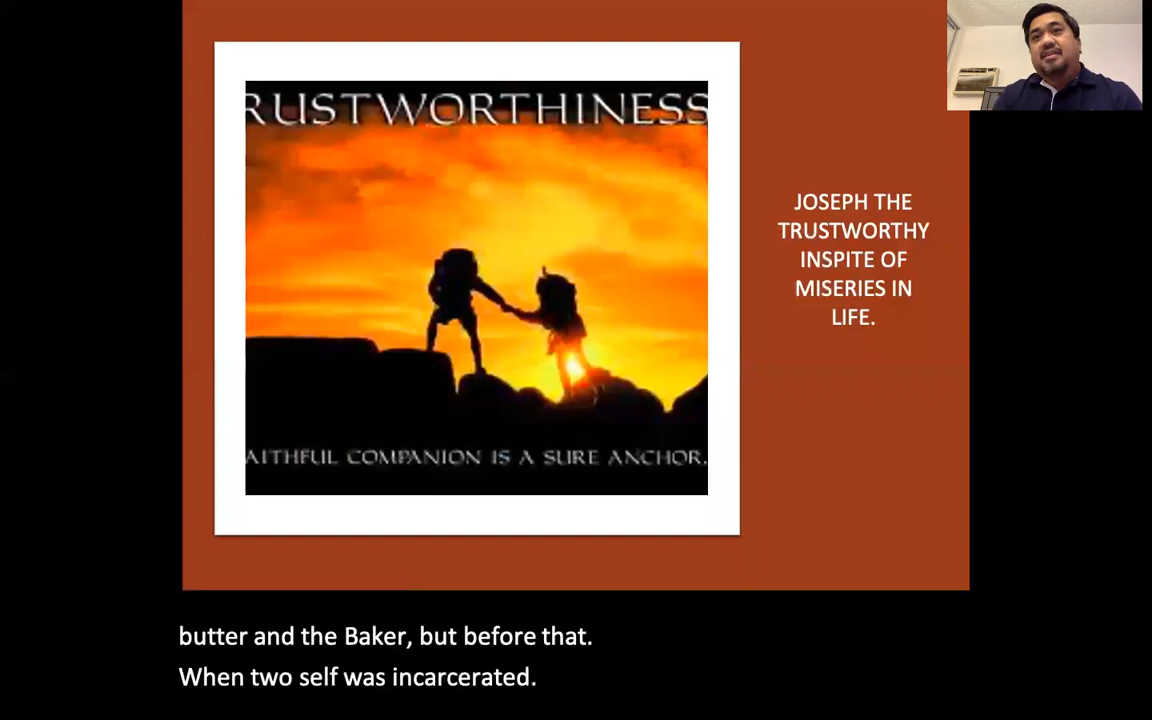 RUSTWORTHINESS
AITHFUL COMPANION IS A SURE ANCHOR.
JOSEPH THE
TRUSTWORTHY
INSPITE OF
MISERIES IN
LIFE.
butter and the Baker, but before that.
When two self was incarcerated.